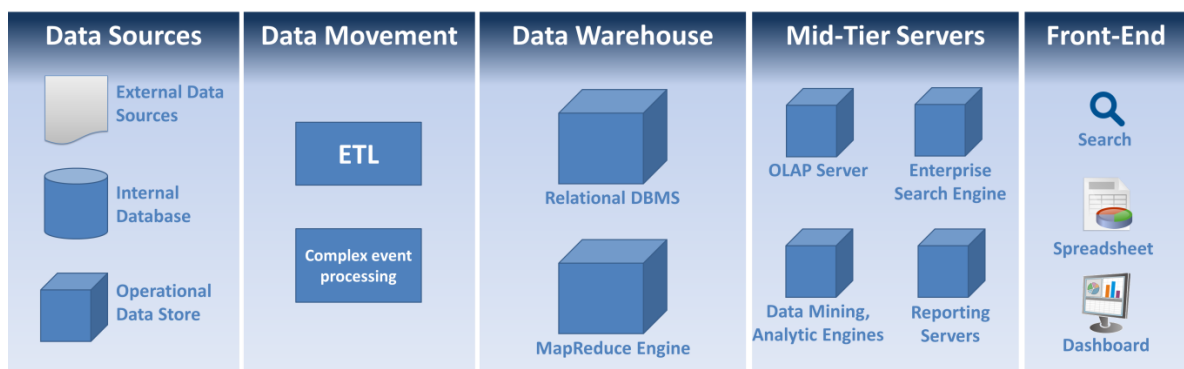 Data Sources
External Data
Sources
Internal
Database
Operational
Data Store
Data Movement
ETL
Complex event
processing
Data Warehouse
Relational DBMS
MapReduce Engine
Mid-Tier Servers
OLAP Server
Enterprise
Search Engine
Data Mining,
Analytic Engines
Reporting
Servers
Front-End
Search
Spreadsheet
Dashboard